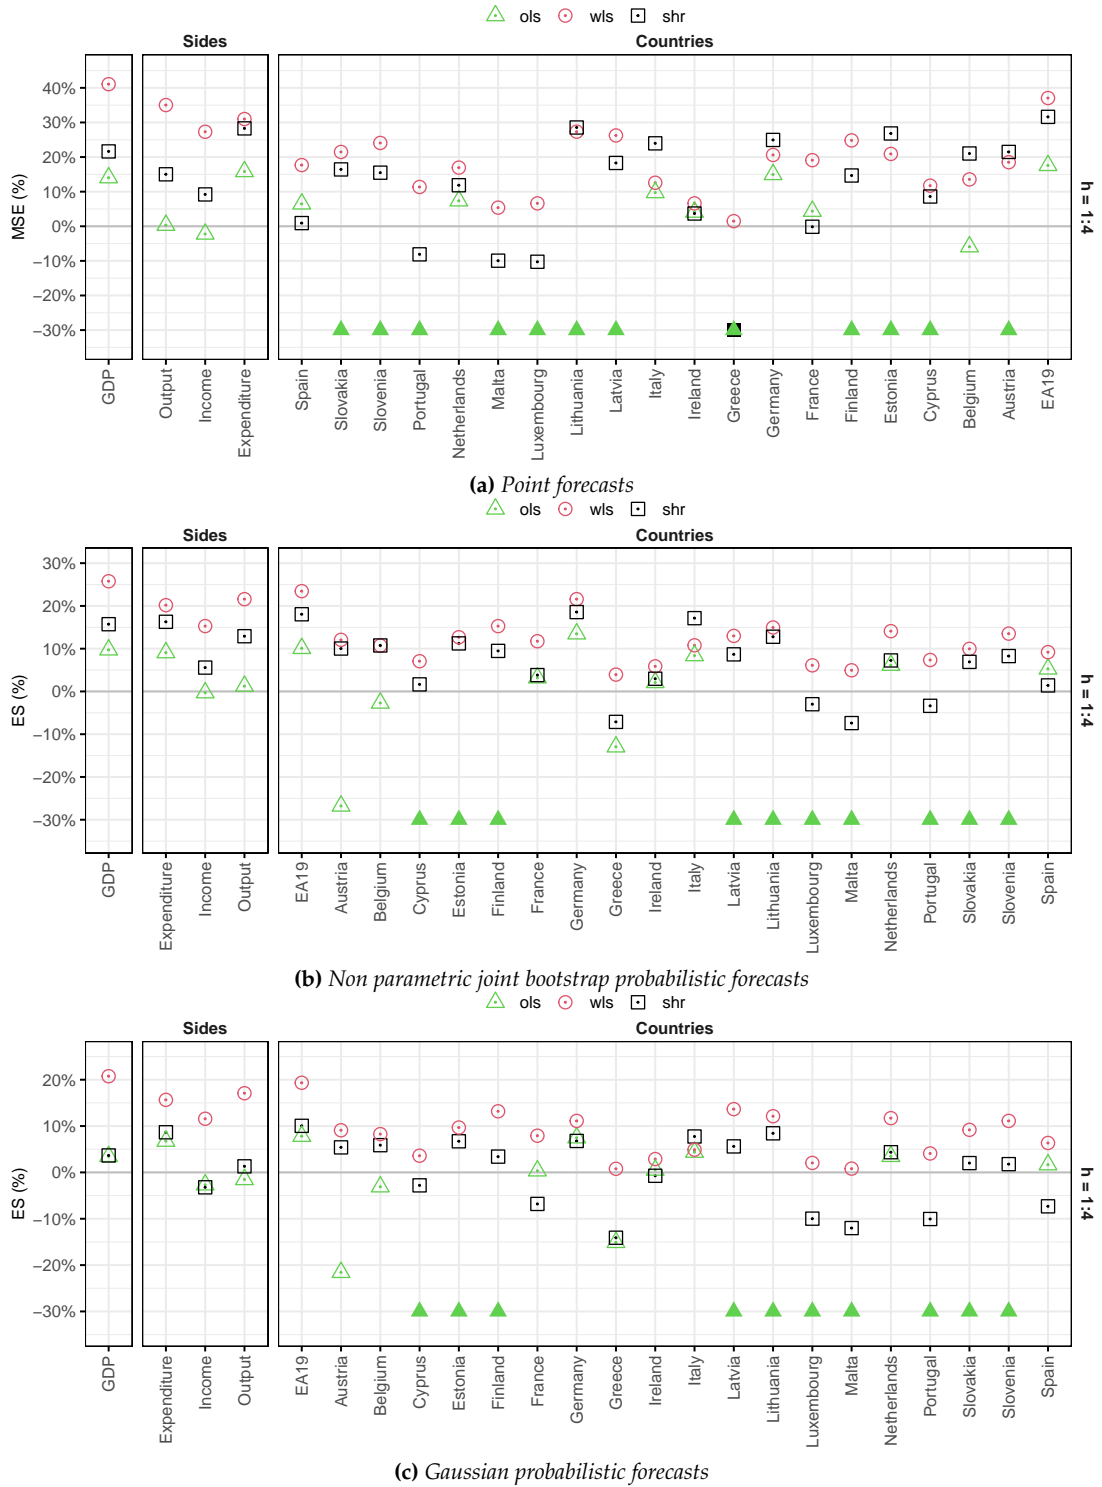 ols wls shr
Sides Countries
MSE (%)
40%
30%
20%
10%
0%
−10%
−20%
−30%
h = 1:4
GDP Output Income Expenditure Spain Slovakia Slovenia Portugal Netherlands Malta Luxembourg Lithuania Latvia Italy Ireland Greece Germany France Finland Estonia Cyprus Belgium Austria EA19
(a) Point forecasts
ols wls shr
Sides Countries
ES (%)
30%
20%
10%
0%
−10%
−20%
−30%
h = 1:4
GDP Expenditure Income Output EA19 Austria Belgium Cyprus Estonia Finland France Germany Greece Ireland Italy Latvia Lithuania Luxembourg Malta Netherlands Portugal Slovakia Slovenia Spain
(b) Non parametric joint bootstrap probabilistic forecasts
ols wls shr
Sides Countries
ES (%)
20%
10%
0%
−10%
−20%
−30%
h = 1:4
GDP Expenditure Income Output EA19 Austria Belgium Cyprus Estonia Finland France Germany Greece Ireland Italy Latvia Lithuania Luxembourg Malta Netherlands Portugal Slovakia Slovenia Spain
(c) Gaussian probabilistic forecasts